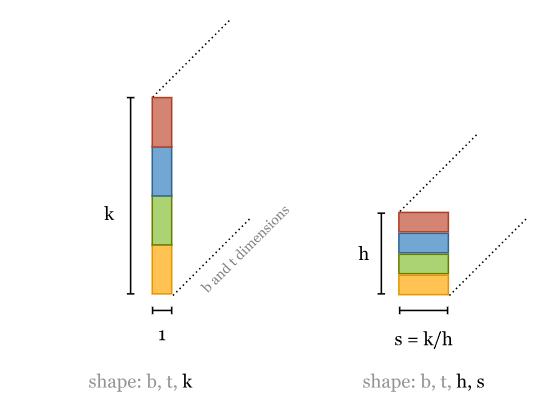 k
b and t dimensions
1
shape: b, t, k
h
s = k/h
shape: b, t, h, s